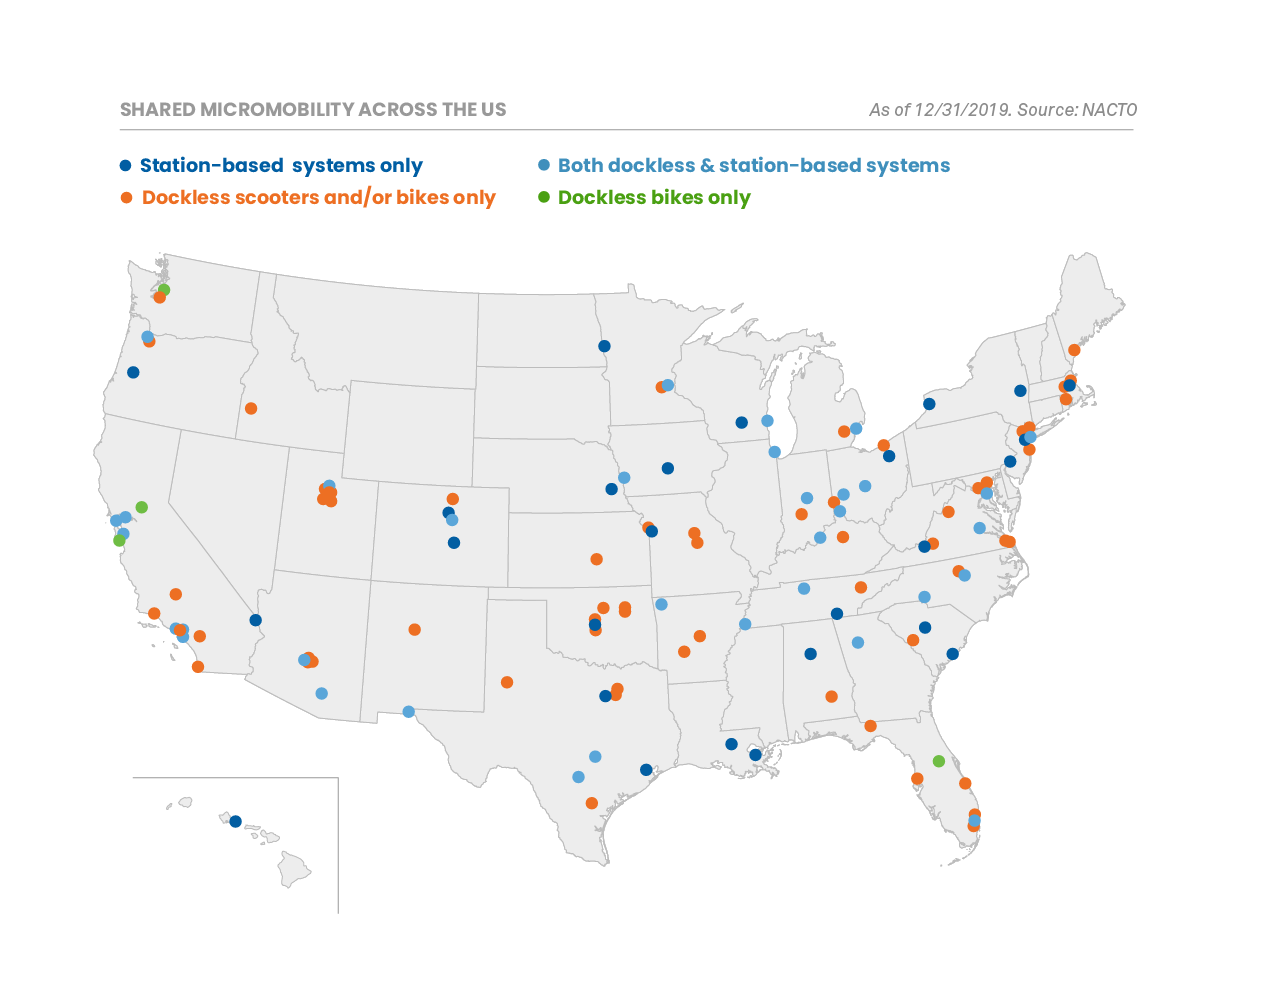 SHARED MICROMOBILITY ACROSS THE US
As of 12/31/2019. Source: NACTO
Station-based systems only
Both dockless & station-based systems
Dockless scooters and/or bikes only
Dockless bikes only